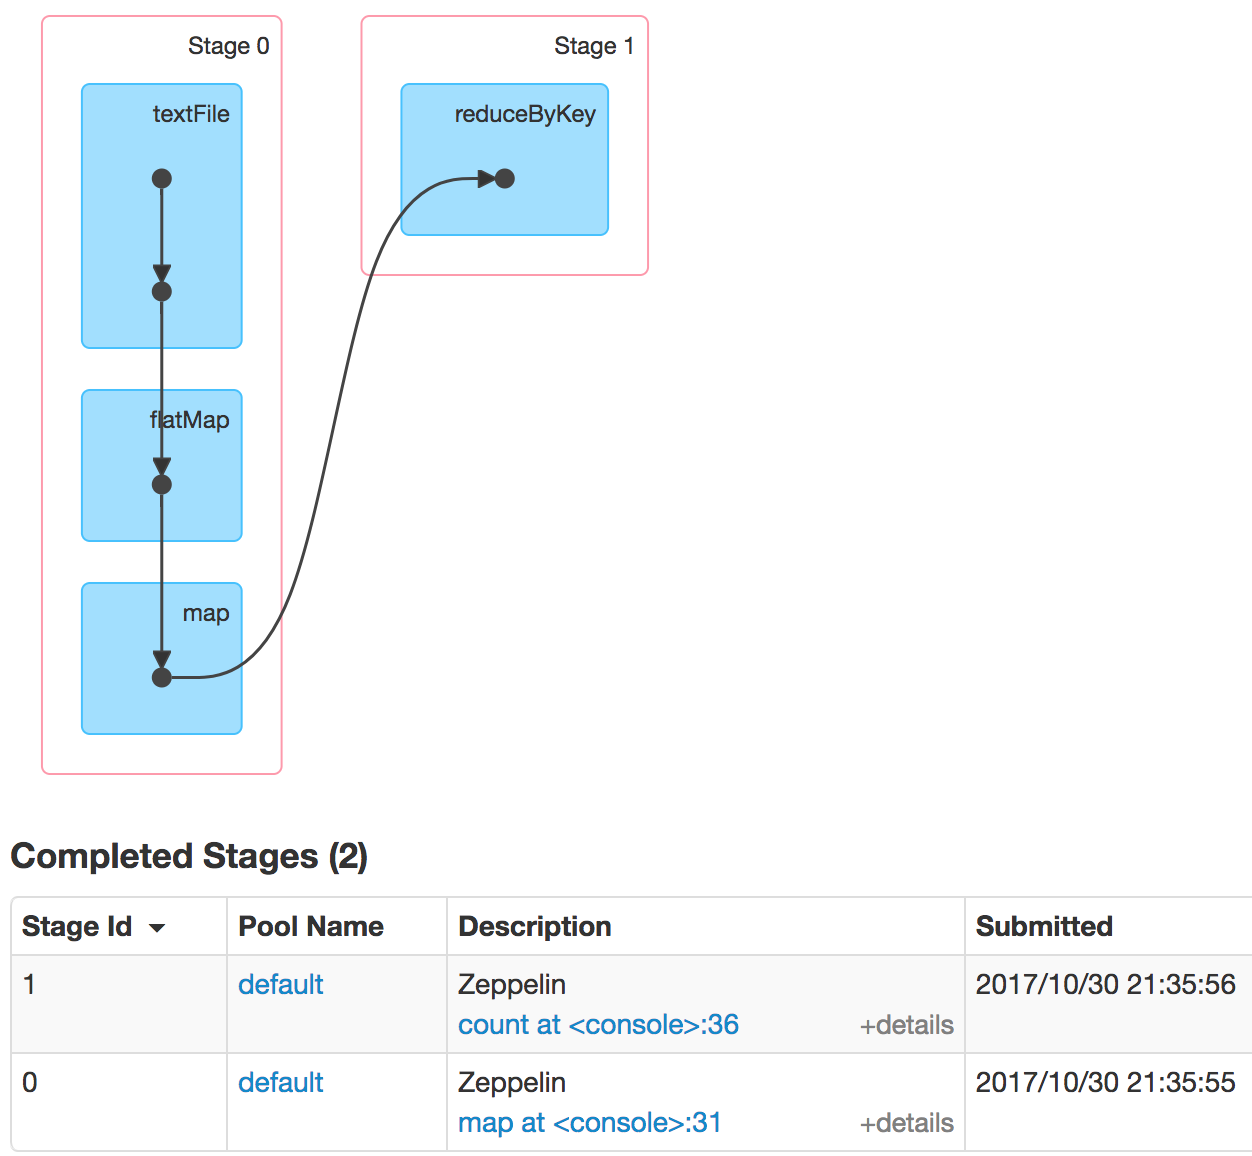 Stage 0
Stage 1
textFile
reduceByKey
flatMap
map
Completed Stages (2)
Stage Id Pool Name Description Submitted
1 default Zeppelin 2017/10/30 21:35:56
count at <console>:36 +details
0 default Zeppelin 2017/10/30 21:35:55
map at <console>:31 +details